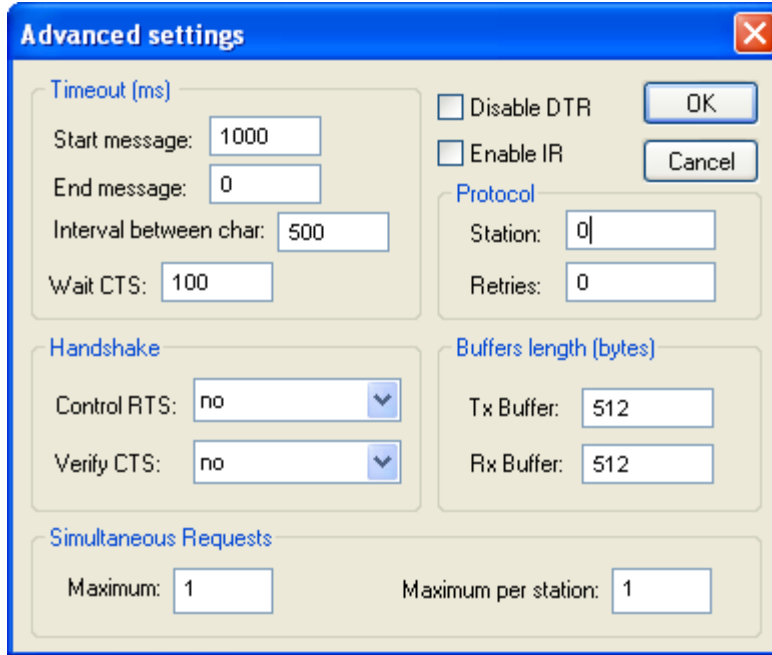 Advanced settings
Timeout (ms)
Start message: 1000
End message: 0
Interval between char: 500
Wait CTS: 100
Disable DTR
Enable IR
OK
Cancel
Protocol
Station: 0
Retries: 0
Handshake
Control RTS: no
Verify CTS: no
Buffers length (bytes)
Tx Buffer: 512
Rx Buffer: 512
Simultaneous Requests
Maximum: 1
Maximum per station: 1